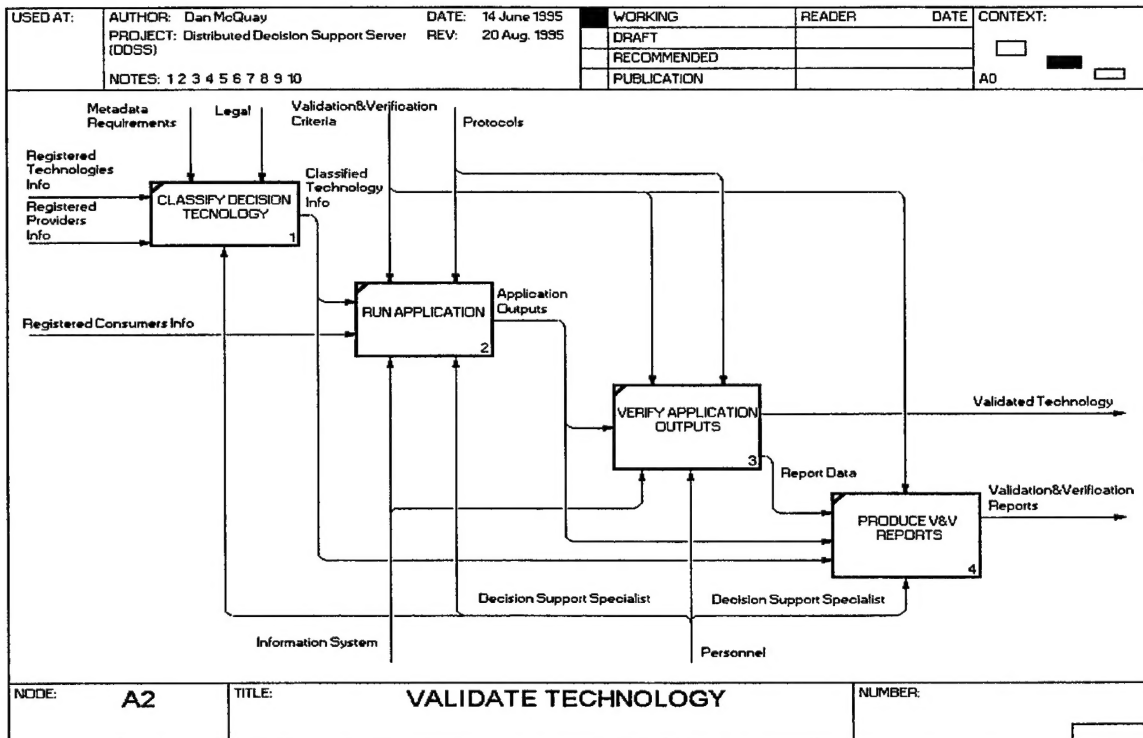 USED AT:
AUTHOR: Dan McQuay
DATE: 14 June 1995
PROJECT: Distributed Decision Support Server
(DDSS)
REV: 20 Aug. 1995
NOTES: 1 2 3 4 5 6 7 8 9 10
WORKING
DRAFT
RECOMMENDED
PUBLICATION
READER DATE
CONTEXT:
A0
Metadata
Requirements
Legal
Validation&Verification
Criteria
Protocols
Registered
Technologies
Info
Registered
Providers
Info
CLASSIFY DECISION
TECNOLOGY
1
Classified
Technology
Info
RUN APPLICATION
2
Application
Outputs
Registered Consumers Info
VERIFY APPLICATION
OUTPUTS
3
Validated Technology
Report Data
PRODUCE V&V
REPORTS
4
Validation&Verification
Reports
Decision Support Specialist
Decision Support Specialist
Information System
Personnel
NODE: A2
TITLE: VALIDATE TECHNOLOGY
NUMBER: